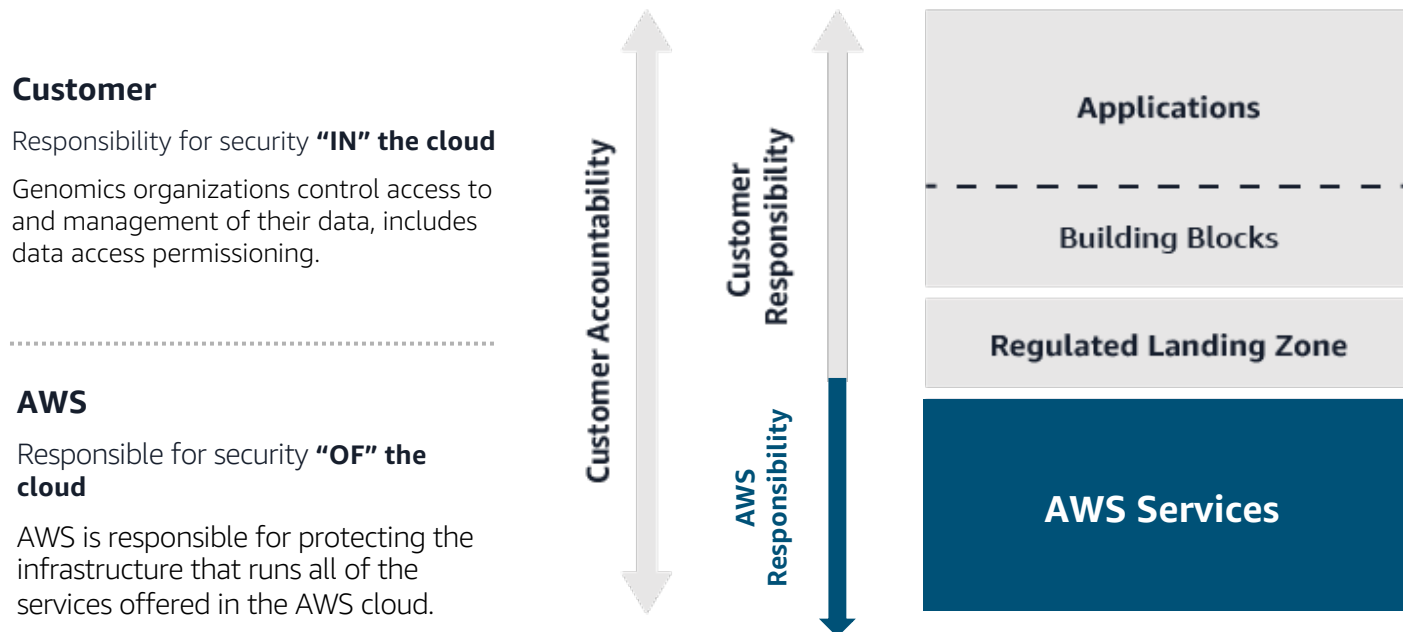 Customer
Responsibility for security “IN” the cloud
Genomics organizations control access to
and management of their data, includes
data access permissioning.
AWS
Responsible for security “OF” the
cloud
AWS is responsible for protecting the
infrastructure that runs all of the
services offered in the AWS cloud.
Customer Accountability
Customer
Responsibility
AWS
Responsibility
Applications
Building Blocks
Regulated Landing Zone
AWS Services